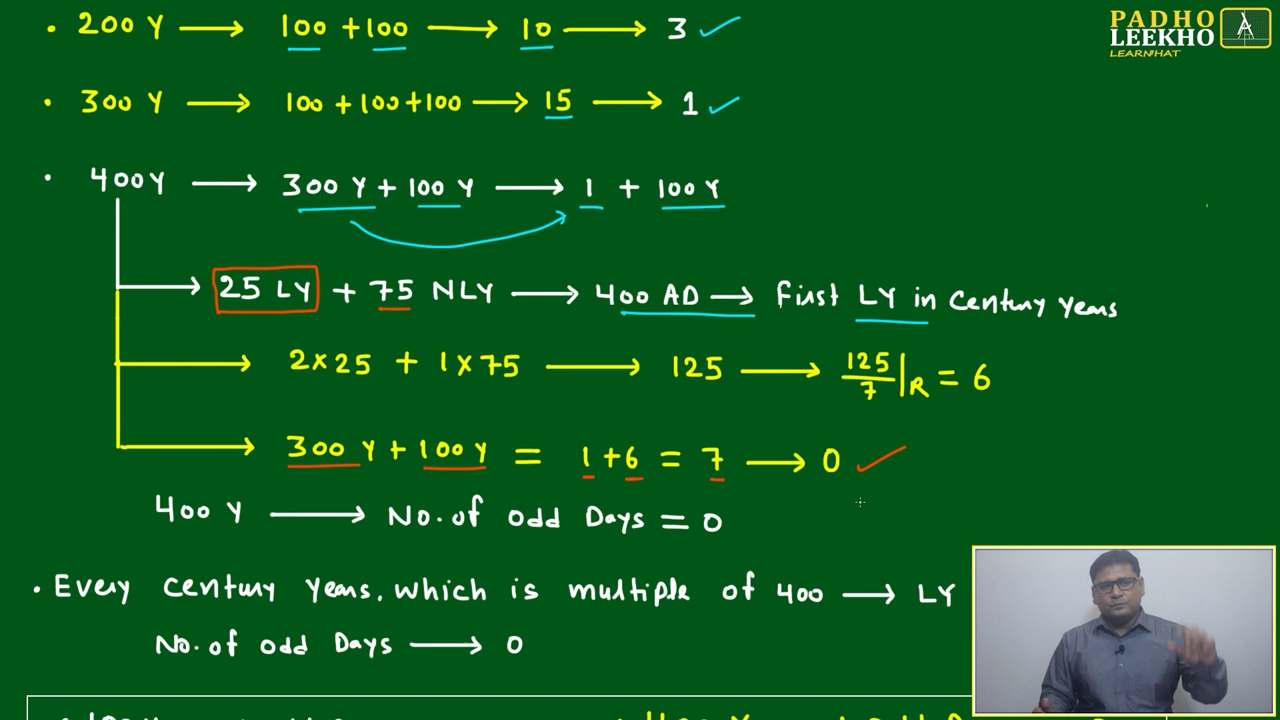 • 200 Y → 100 + 100 → 10 → 3 ✓
PADHO
LEEKHO
LEARN4HAT
• 300 Y → 100 + 100 + 100 → 15 → 1 ✓
• 400 Y → 300 Y + 100 Y → 1 + 100 Y
→ 25 LY + 75 NLY → 400 AD → first LY in century years
→ 2×25 + 1×75 → 125 → 125/7|R = 6
→ 300 Y + 100 Y = 1 + 6 = 7 → 0 ✓
400 Y → No. of odd Days = 0
• Every century years. which is multiple of 400 → LY
No. of odd Days → 0